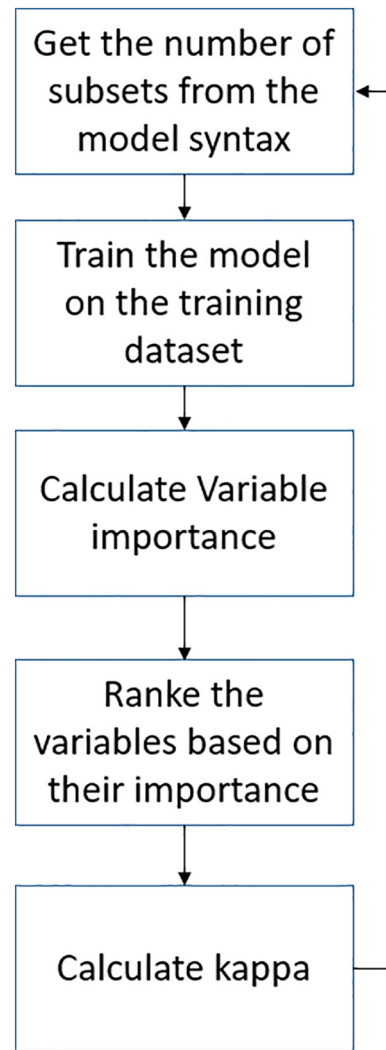 Get the number of
subsets from the
model syntax
Train the model
on the training
dataset
Calculate Variable
importance
Ranke the
variables based on
their importance
Calculate kappa